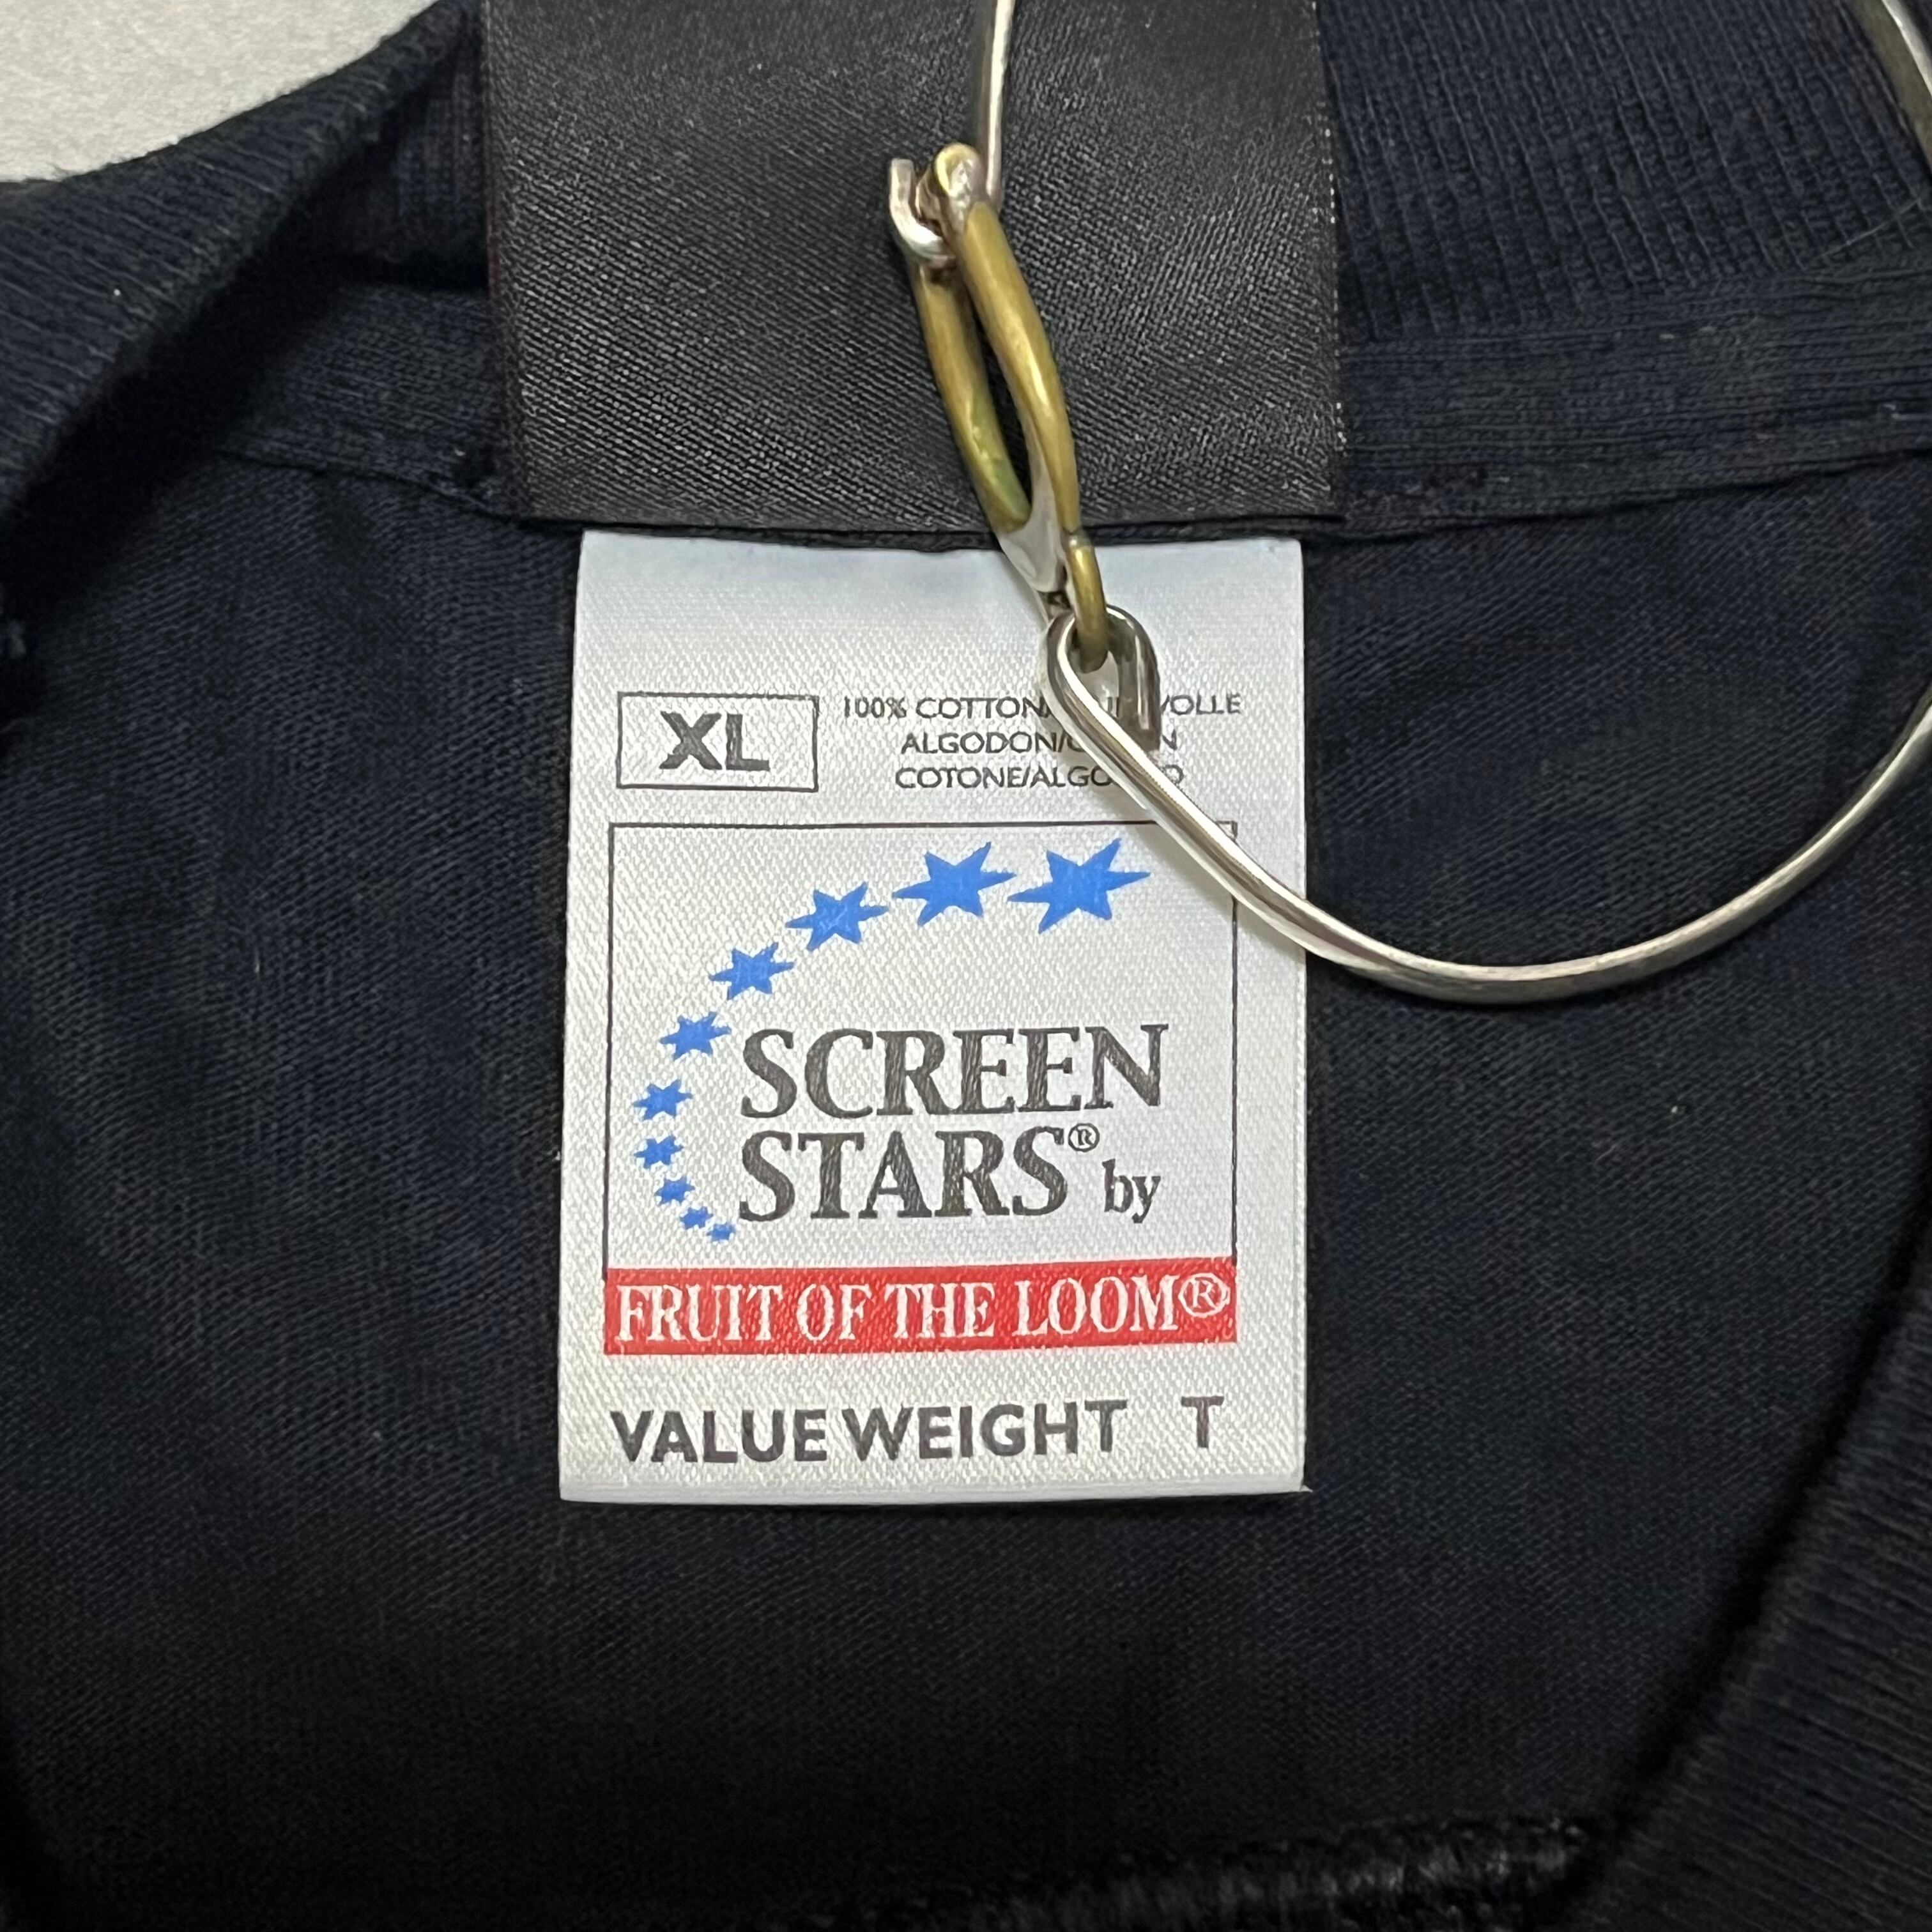 XL
100% COTTON
ALGODON/
COTONE/
SCREEN
STARS® by
FRUIT OF THE LOOM®
VALUE WEIGHT T